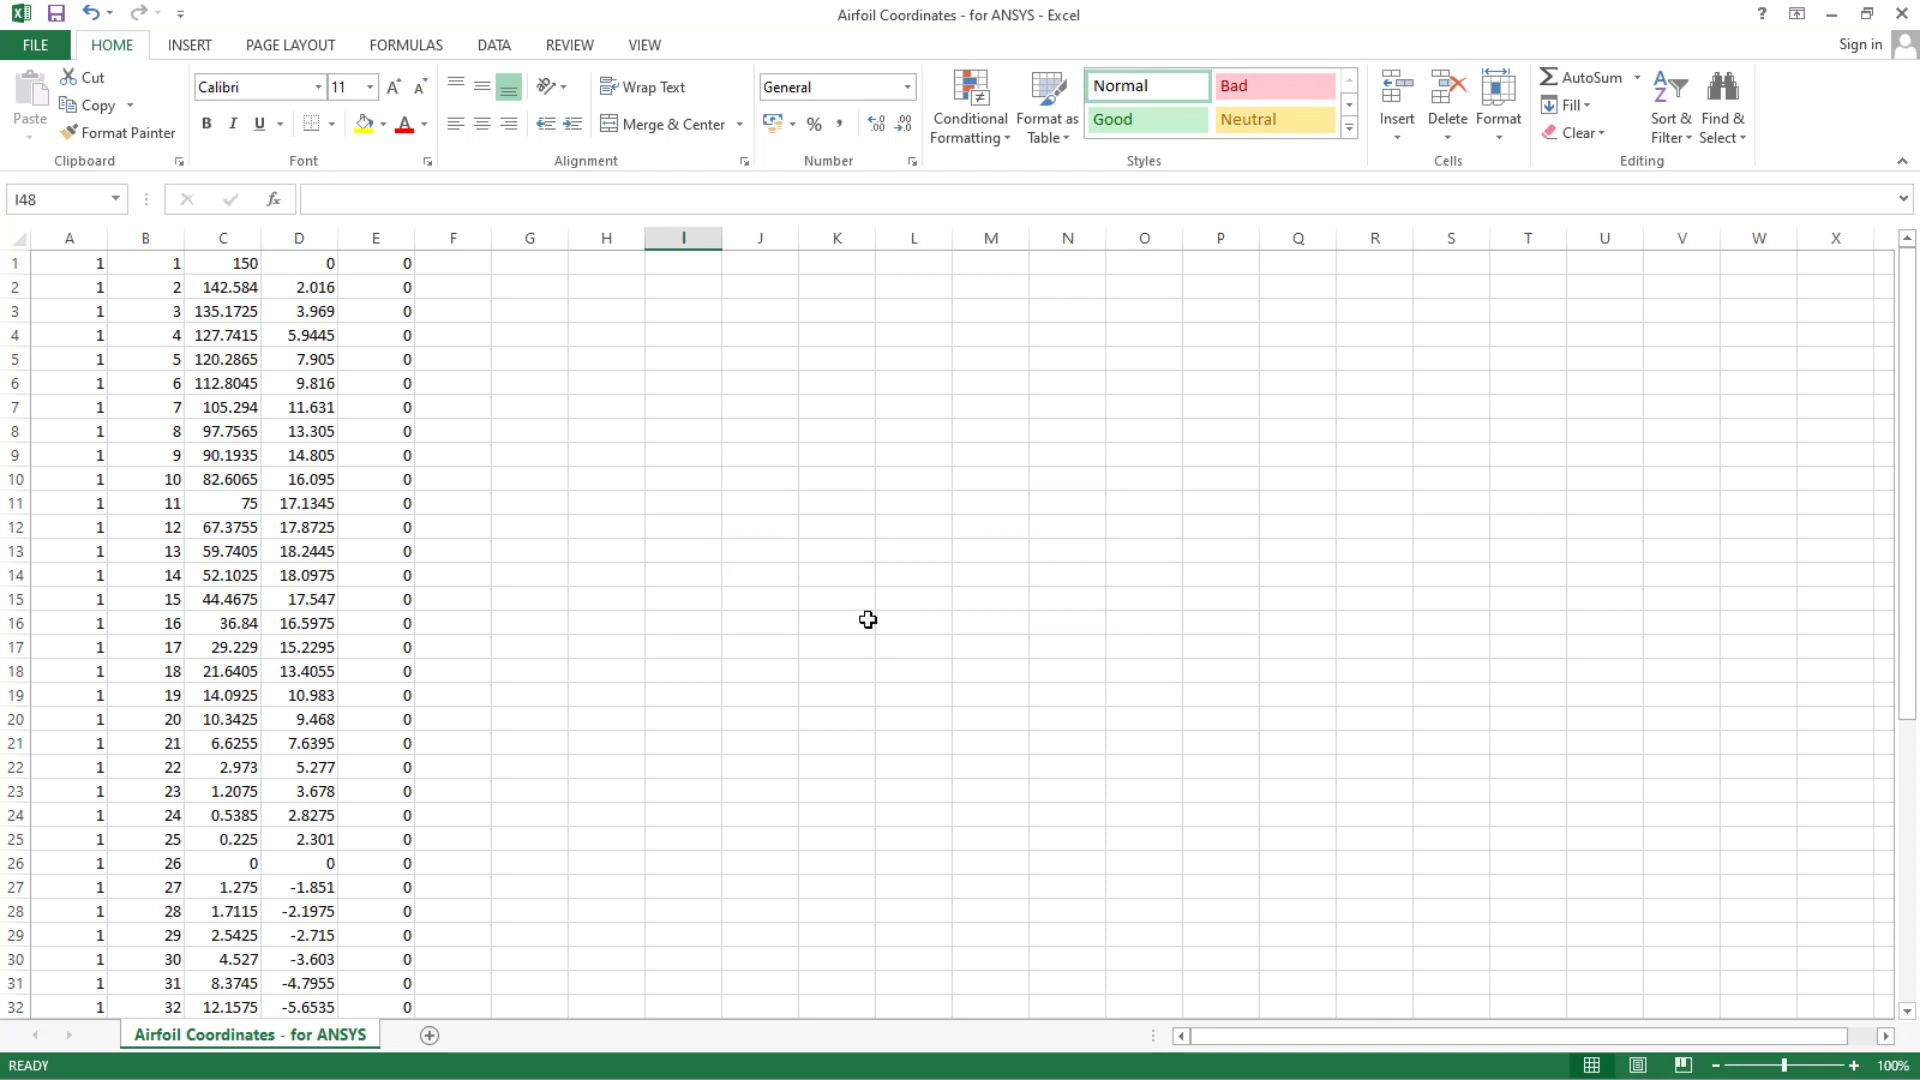 Airfoil Coordinates - for ANSYS - Excel
?
FILE HOME INSERT PAGE LAYOUT FORMULAS DATA REVIEW VIEW Sign in
Paste Cut Copy Format Painter
Calibri 11 A A
B I U A
Wrap Text
Merge & Center
General
% ,
Conditional Formatting
Format as Table
Normal Bad
Good Neutral
Insert Delete Format
AutoSum
Fill
Clear
Sort & Filter
Find & Select
Clipboard Font Alignment Number Styles Cells Editing
I48 fx
A B C D E F G H I J K L M N O P Q R S T U V W X
1 1 1 150 0 0
2 1 2 142.584 2.016 0
3 1 3 135.1725 3.969 0
4 1 4 127.7415 5.9445 0
5 1 5 120.2865 7.905 0
6 1 6 112.8045 9.816 0
7 1 7 105.294 11.631 0
8 1 8 97.7565 13.305 0
9 1 9 90.1935 14.805 0
10 1 10 82.6065 16.095 0
11 1 11 75 17.1345 0
12 1 12 67.3755 17.8725 0
13 1 13 59.7405 18.2445 0
14 1 14 52.1025 18.0975 0
15 1 15 44.4675 17.547 0
16 1 16 36.84 16.5975 0
17 1 17 29.229 15.2295 0
18 1 18 21.6405 13.4055 0
19 1 19 14.0925 10.983 0
20 1 20 10.3425 9.468 0
21 1 21 6.6255 7.6395 0
22 1 22 2.973 5.277 0
23 1 23 1.2075 3.678 0
24 1 24 0.5385 2.8275 0
25 1 25 0.225 2.301 0
26 1 26 0 0 0
27 1 27 1.275 -1.851 0
28 1 28 1.7115 -2.1975 0
29 1 29 2.5425 -2.715 0
30 1 30 4.527 -3.603 0
31 1 31 8.3745 -4.7955 0
32 1 32 12.1575 -5.6535 0
Airfoil Coordinates - for ANSYS
READY 100%